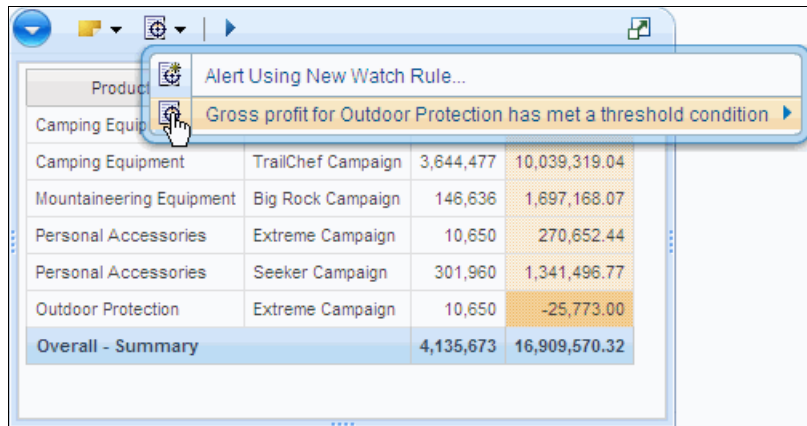 Alert Using New Watch Rule...
Product
Gross profit for Outdoor Protection has met a threshold condition
Camping Equip
Camping Equipment TrailChef Campaign 3,644,477 10,039,319.04
Mountaineering Equipment Big Rock Campaign 146,636 1,697,168.07
Personal Accessories Extreme Campaign 10,650 270,652.44
Personal Accessories Seeker Campaign 301,960 1,341,496.77
Outdoor Protection Extreme Campaign 10,650 -25,773.00
Overall - Summary 4,135,673 16,909,570.32